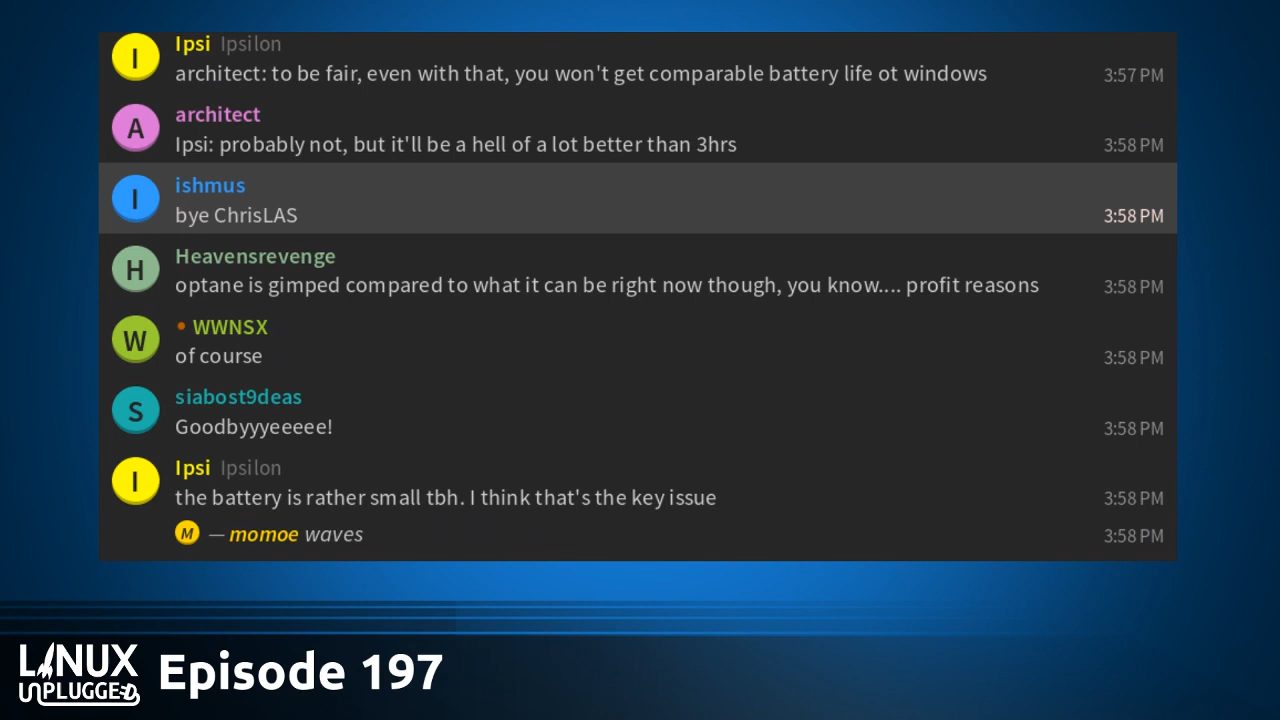 I
Ipsi Ipsilon
architect: to be fair, even with that, you won't get comparable battery life ot windows
3:57 PM
A
architect
Ipsi: probably not, but it'll be a hell of a lot better than 3hrs
3:58 PM
I
ishmus
bye ChrisLAS
3:58 PM
H
Heavensrevenge
optane is gimped compared to what it can be right now though, you know.... profit reasons
3:58 PM
W
• WWNSX
of course
3:58 PM
S
siabost9deas
Goodbyyyeeeee!
3:58 PM
I
Ipsi Ipsilon
the battery is rather small tbh. I think that's the key issue
3:58 PM
M — momoe waves
3:58 PM
LINUX
UNPLUGGED
Episode 197